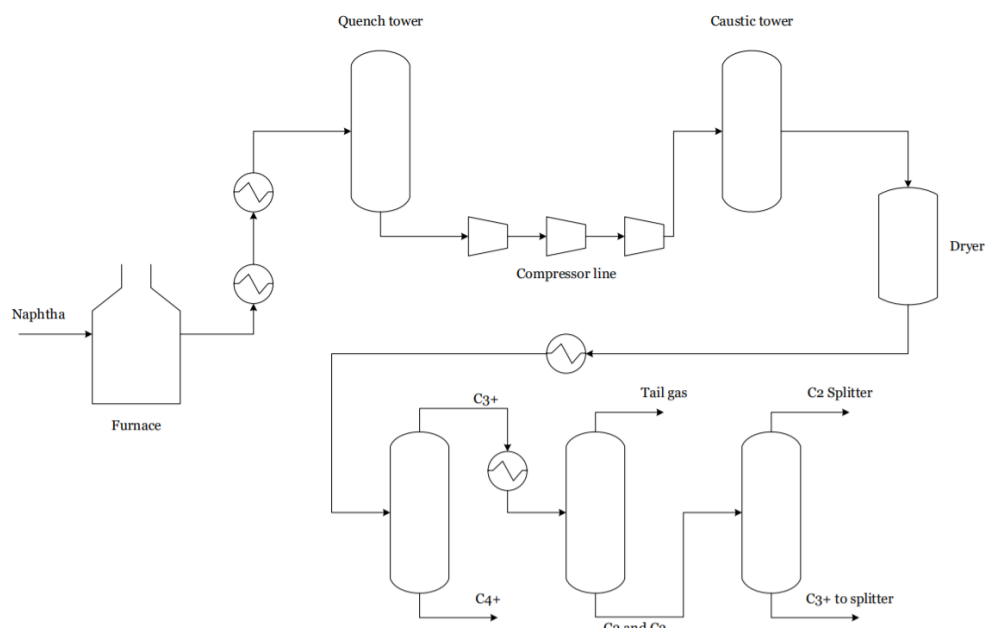 Quench tower
Caustic tower
Dryer
Compressor line
Naphtha
Furnace
C3+
Tail gas
C2 Splitter
C4+
C3+ to splitter